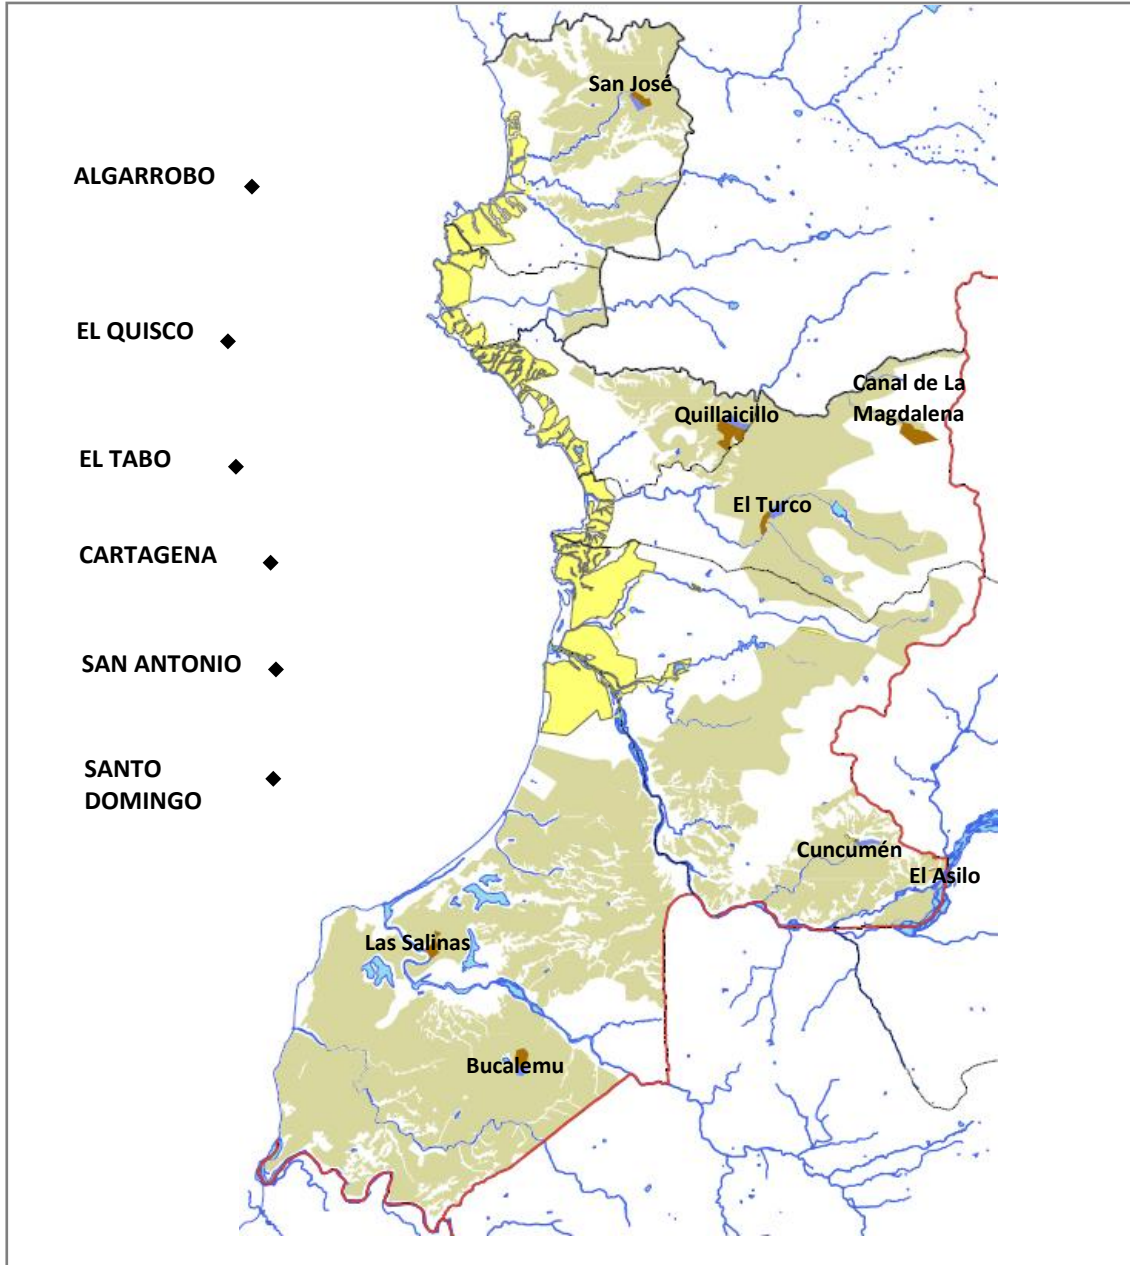 San José
ALGARROBO
EL QUISCO
Canal de La
Magdalena
Quillaicillo
EL TABO
El Turco
CARTAGENA
SAN ANTONIO
SANTO
DOMINGO
Cuncumén
El Asilo
Las Salinas
Bucalemu